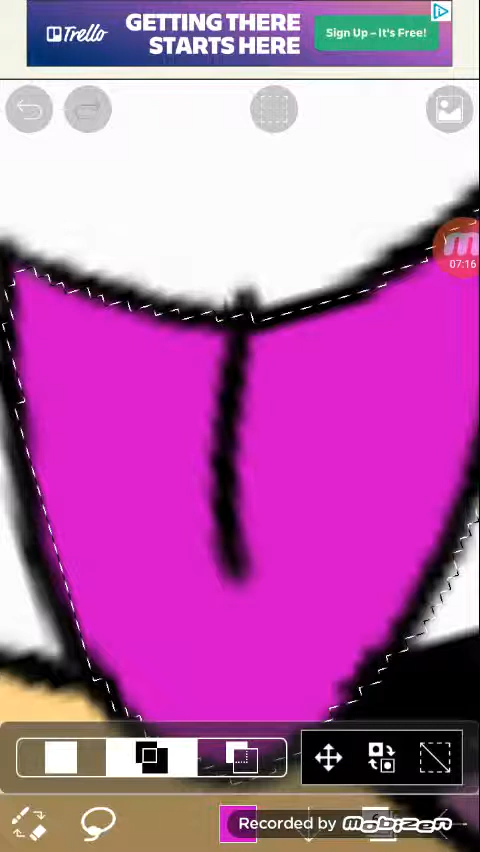 Trello
GETTING THERE
STARTS HERE
Sign Up – It's Free!
07:16
Recorded by mobizen